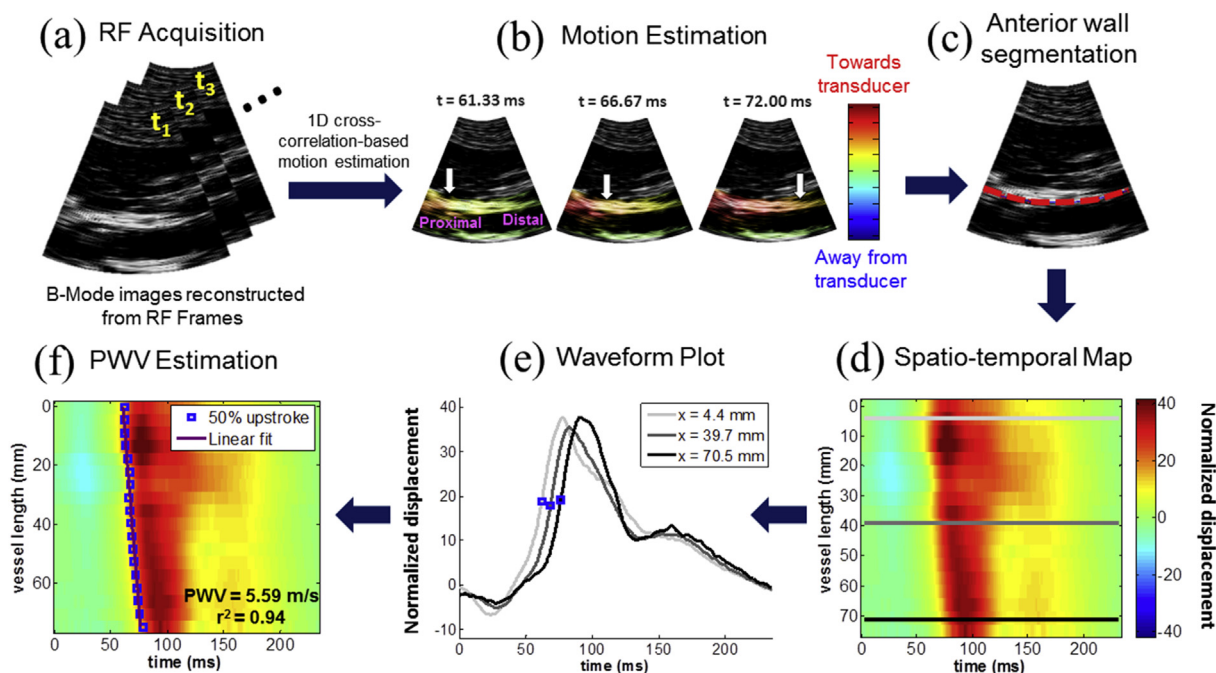 (a) RF Acquisition
t1
t2
t3
B-Mode images reconstructed
from RF Frames
1D cross-
correlation-based
motion estimation
(b) Motion Estimation
t = 61.33 ms
t = 66.67 ms
t = 72.00 ms
Proximal
Distal
Towards
transducer
Away from
transducer
(c) Anterior wall
segmentation
(f) PWV Estimation
50% upstroke
Linear fit
PWV = 5.59 m/s
r² = 0.94
vessel length (mm)
0
20
40
60
0
50
100
150
200
time (ms)
(e) Waveform Plot
x = 4.4 mm
x = 39.7 mm
x = 70.5 mm
Normalized displacement
40
30
20
10
0
-10
0
50
100
150
200
time (ms)
(d) Spatio-temporal Map
vessel length (mm)
0
10
20
30
40
50
60
70
0
50
100
150
200
time (ms)
40
20
0
-20
-40
Normalized displacement